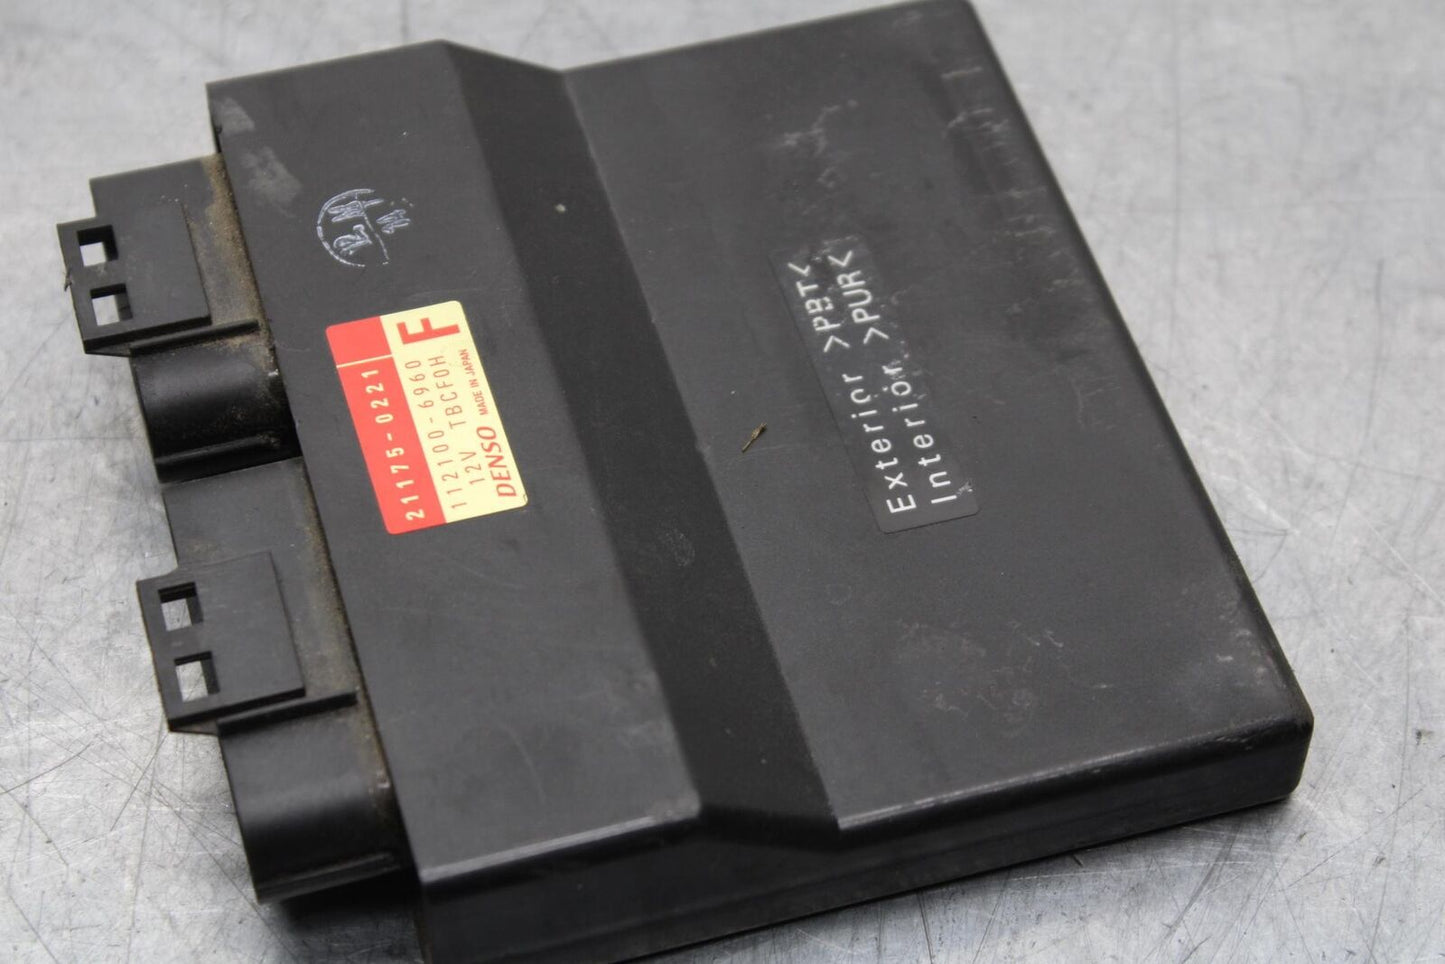 21175-0221
F
112100-6960
12V TBCF0H
DENSO MADE IN JAPAN
Exterior >PBT<
Interior >PUR<